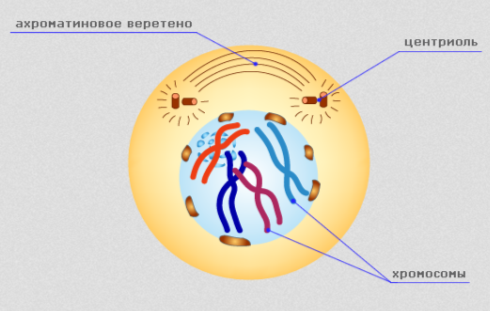 ахроматиновое веретено
центриоль
хромосомы